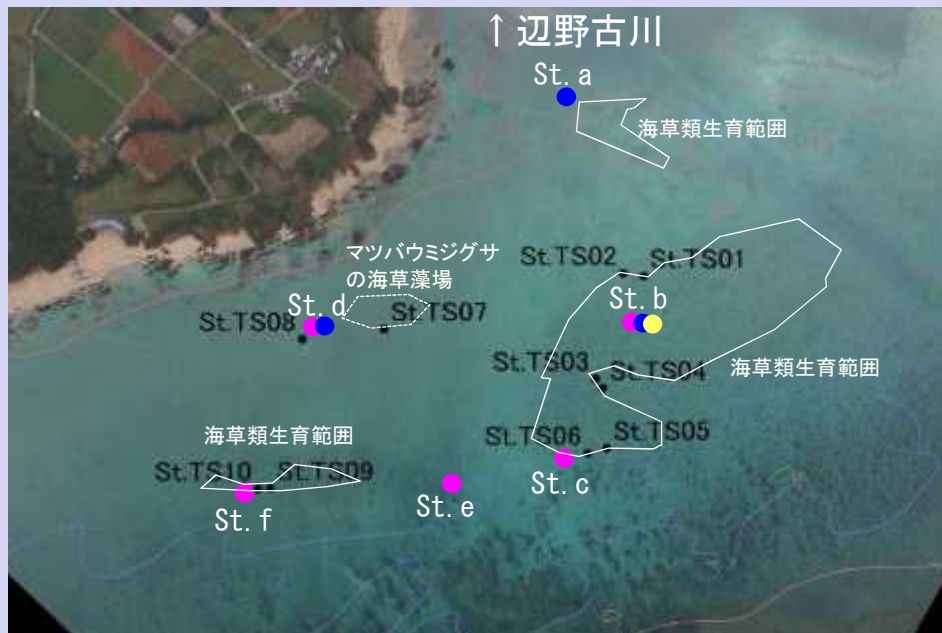 ↑辺野古川
St.a
海草類生育範囲
マツバウミジグサ
の海草藻場
St.TS02
St.TS01
St.d
St.b
St.TS08
St.TS07
St.TS03
St.TS04
海草類生育範囲
海草類生育範囲
St.TS06
St.TS05
St.TS10
St.TS09
St.c
St.e
St.f